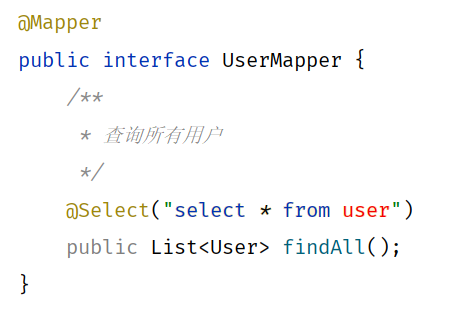 @Mapper
public interface UserMapper {
    /**
     * 查询所有用户
     */
    @Select("select * from user")
    public List<User> findAll();
}